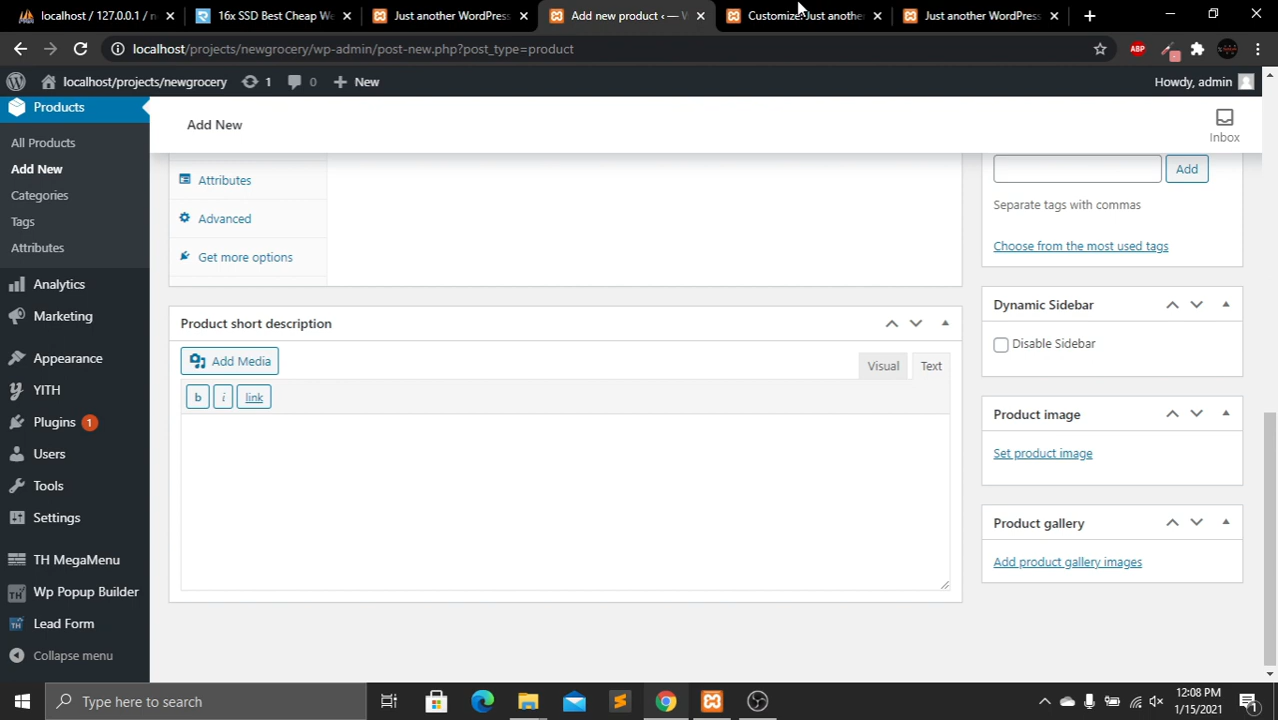 localhost / 127.0.0.1 / n
16x SSD Best Cheap We
Just another WordPress
Add new product ‹ — W
Customize: Just another
Just another WordPress
localhost/projects/newgrocery/wp-admin/post-new.php?post_type=product
ABP
localhost/projects/newgrocery
1
0
New
Howdy, admin
Products
Add New
Inbox
All Products
Add New
Categories
Tags
Attributes
Analytics
Marketing
Appearance
YITH
Plugins 1
Users
Tools
Settings
TH MegaMenu
Wp Popup Builder
Lead Form
Collapse menu
Attributes
Advanced
Get more options
Product short description
Add Media
Visual
Text
b
i
link
Add
Separate tags with commas
Choose from the most used tags
Dynamic Sidebar
Disable Sidebar
Product image
Set product image
Product gallery
Add product gallery images
Type here to search
12:08 PM
1/15/2021
1